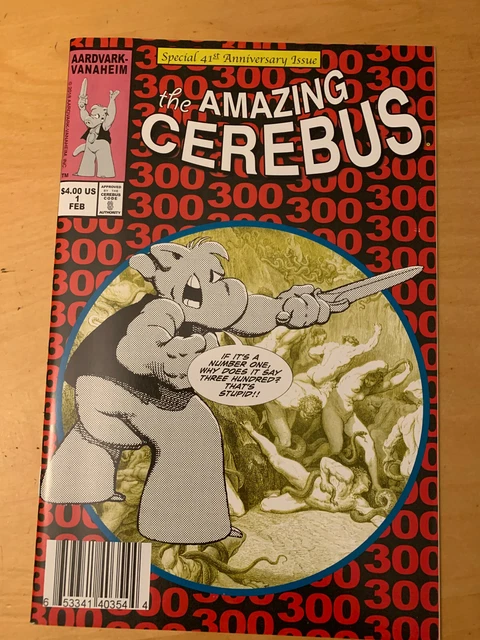 AARDVARK-
VANAHEIM
Special 41st Anniversary Issue
the AMAZING
CEREBUS.
TM
$4.00 US
1
FEB
APPROVED
BY THE
CEREBUS
CODE
AUTHORITY
300
IF IT'S A
NUMBER ONE,
WHY DOES IT SAY
THREE HUNDRED?
THAT'S
STUPID!!
6 53341 40354 4